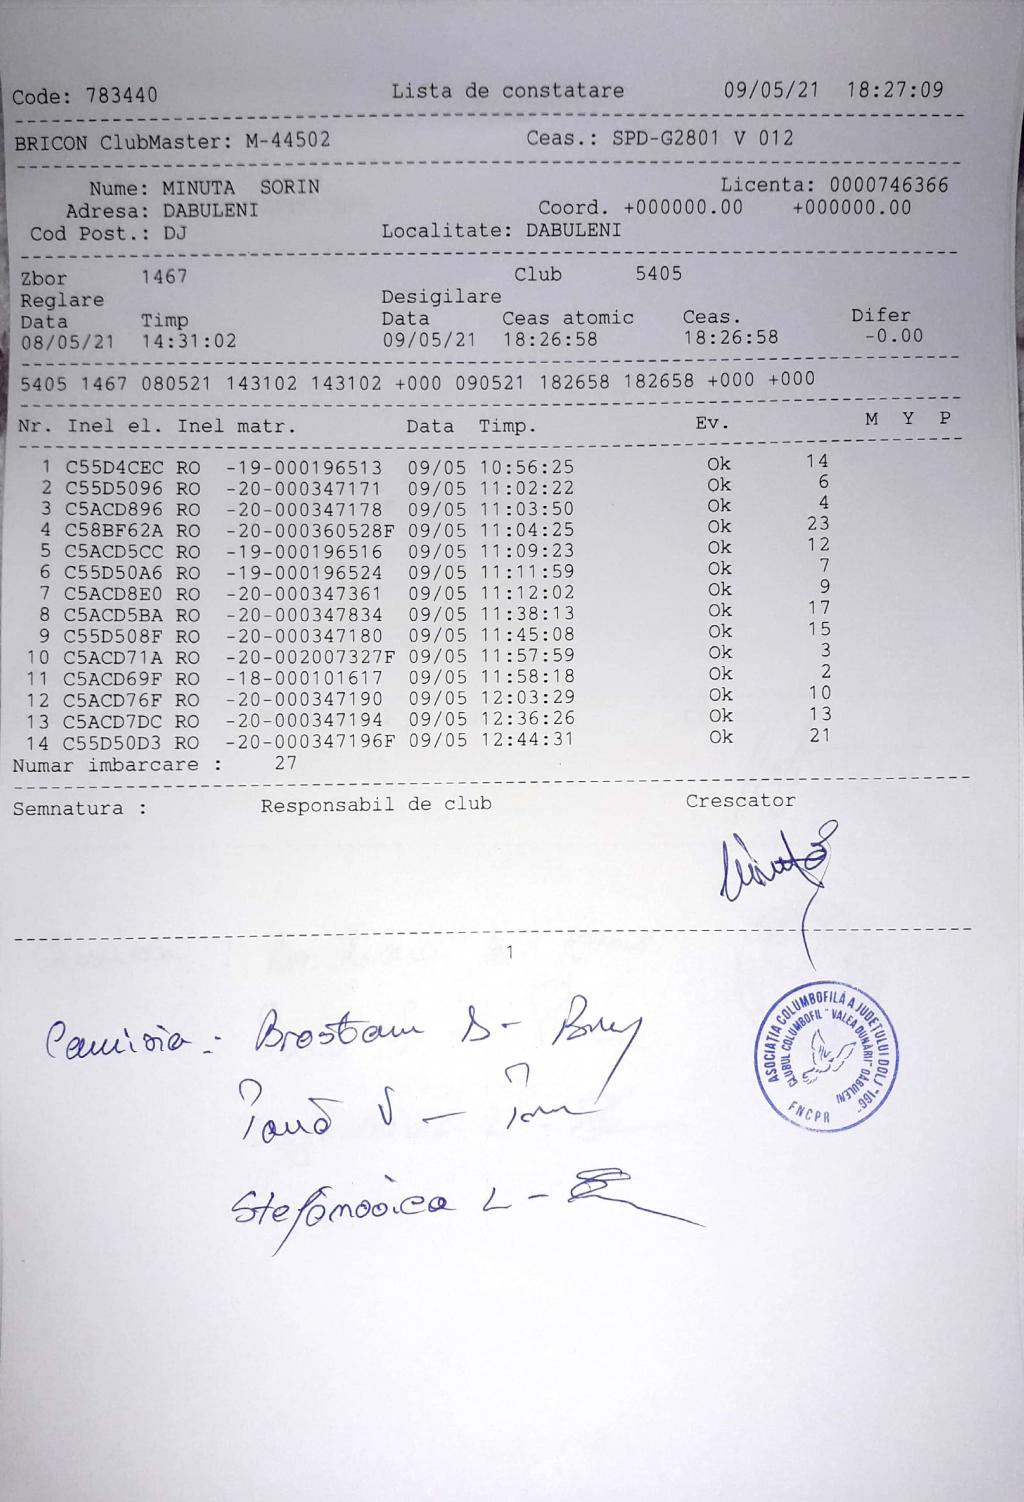 Code: 783440 Lista de constatare 09/05/21 18:27:09
BRICON ClubMaster: M-44502 Ceas.: SPD-G2801 V 012
Nume: MINUTA SORIN Licenta: 0000746366
Adresa: DABULENI Coord. +000000.00 +000000.00
Cod Post.: DJ Localitate: DABULENI
Zbor 1467 Club 5405
Reglare Desigilare
Data Timp Data Ceas atomic Ceas. Difer
08/05/21 14:31:02 09/05/21 18:26:58 18:26:58 -0.00
5405 1467 080521 143102 143102 +000 090521 182658 182658 +000 +000
Nr. Inel el. Inel matr. Data Timp. Ev. M Y P
1 C55D4CEC RO -19-000196513 09/05 10:56:25 Ok 14
2 C55D5096 RO -20-000347171 09/05 11:02:22 Ok 6
3 C5ACD896 RO -20-000347178 09/05 11:03:50 Ok 4
4 C58BF62A RO -20-000360528F 09/05 11:04:25 Ok 23
5 C5ACD5CC RO -19-000196516 09/05 11:09:23 Ok 12
6 C55D50A6 RO -19-000196524 09/05 11:11:59 Ok 7
7 C5ACD8E0 RO -20-000347361 09/05 11:12:02 Ok 9
8 C5ACD5BA RO -20-000347834 09/05 11:38:13 Ok 17
9 C55D508F RO -20-000347180 09/05 11:45:08 Ok 15
10 C5ACD71A RO -20-002007327F 09/05 11:57:59 Ok 3
11 C5ACD69F RO -18-000101617 09/05 11:58:18 Ok 2
12 C5ACD76F RO -20-000347190 09/05 12:03:29 Ok 10
13 C5ACD7DC RO -20-000347194 09/05 12:36:26 Ok 13
14 C55D50D3 RO -20-000347196F 09/05 12:44:31 Ok 21
Numar imbarcare : 27
Semnatura : Responsabil de club Crescator
1
ASOCIAȚIA COLUMBOFILĂ A JUDEȚULUI DOLJ "166"
CLUBUL COLUMBOFIL "VALEA DUNĂRII" DABULENI
FNCPR
Comisia:
V -
L -